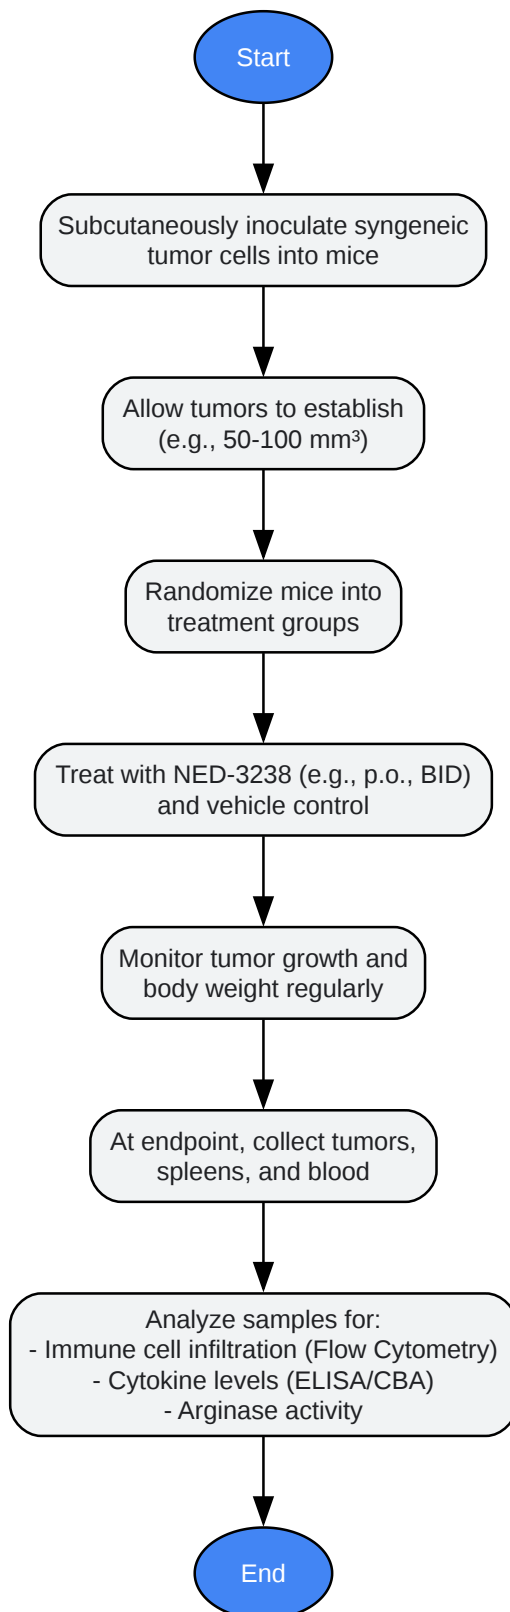 Start
Subcutaneously inoculate syngeneic
tumor cells into mice
Allow tumors to establish
(e.g., 50-100 mm³)
Randomize mice into
treatment groups
Treat with NED-3238 (e.g., p.o., BID)
and vehicle control
Monitor tumor growth and
body weight regularly
At endpoint, collect tumors,
spleens, and blood
Analyze samples for:
- Immune cell infiltration (Flow Cytometry)
- Cytokine levels (ELISA/CBA)
- Arginase activity
End